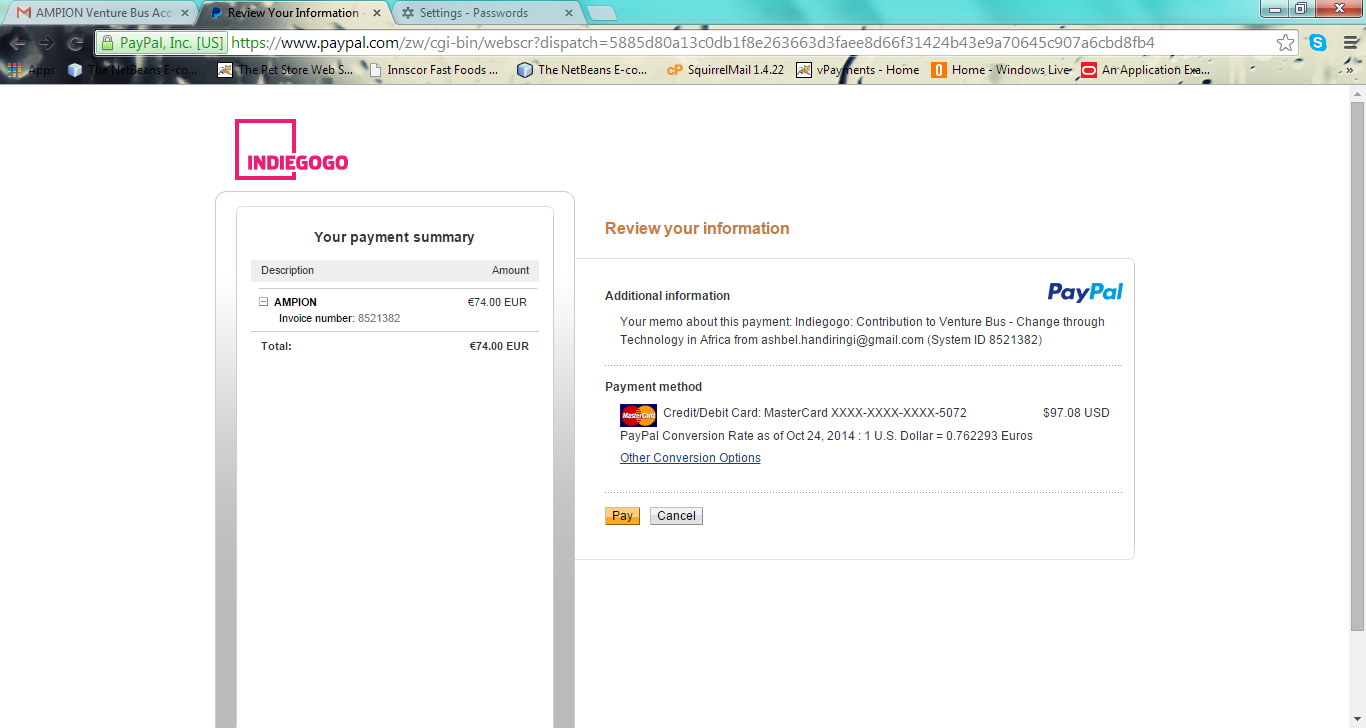 AMPION Venture Bus Acc
Review Your Information -
Settings - Passwords
PayPal, Inc. [US]
https://www.paypal.com/zw/cgi-bin/webscr?dispatch=5885d80a13c0db1f8e263663d3faee8d66f31424b43e9a70645c907a6cbd8fb4
Apps
The NetBeans E-co...
The Pet Store Web S...
Innscor Fast Foods ...
The NetBeans E-co...
cP
SquirrelMail 1.4.22
vPayments - Home
Home - Windows Live
An Application Exa...
»
INDIEGOGO
Your payment summary
Description Amount
AMPION €74.00 EUR
Invoice number: 8521382
Total: €74.00 EUR
Review your information
PayPal
Additional information
Your memo about this payment: Indiegogo: Contribution to Venture Bus - Change through
Technology in Africa from ashbel.handiringi@gmail.com (System ID 8521382)
Payment method
MasterCard
Credit/Debit Card: MasterCard XXXX-XXXX-XXXX-5072 $97.08 USD
PayPal Conversion Rate as of Oct 24, 2014 : 1 U.S. Dollar = 0.762293 Euros
Other Conversion Options
Pay
Cancel